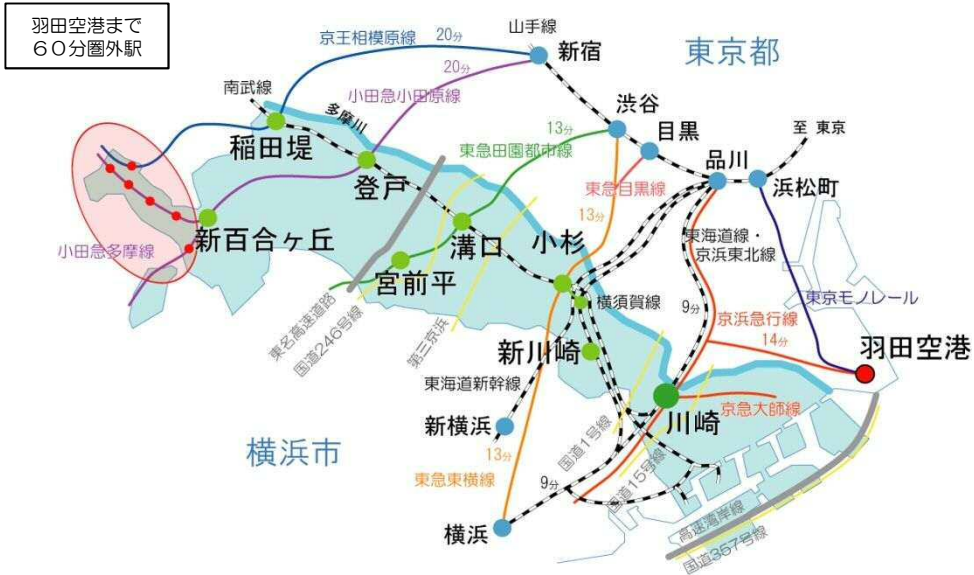 羽田空港まで
６０分圏外駅
山手線
京王相模原線
20分
新宿
東京都
20分
南武線
小田急小田原線
多摩川
渋谷
目黒
至 東京
13分
稲田堤
東急田園都市線
品川
浜松町
登戸
東急目黒線
13分
小田急多摩線
新百合ヶ丘
溝口
小杉
東海道線・
京浜東北線
宮前平
横須賀線
9分
東京モノレール
東名高速道路
国道246号線
第三京浜
京浜急行線
14分
新川崎
羽田空港
東海道新幹線
川崎
京急大師線
新横浜
国道1号線
横浜市
13分
東急東横線
9分
国道15号線
横浜
高速湾岸線
国道357号線